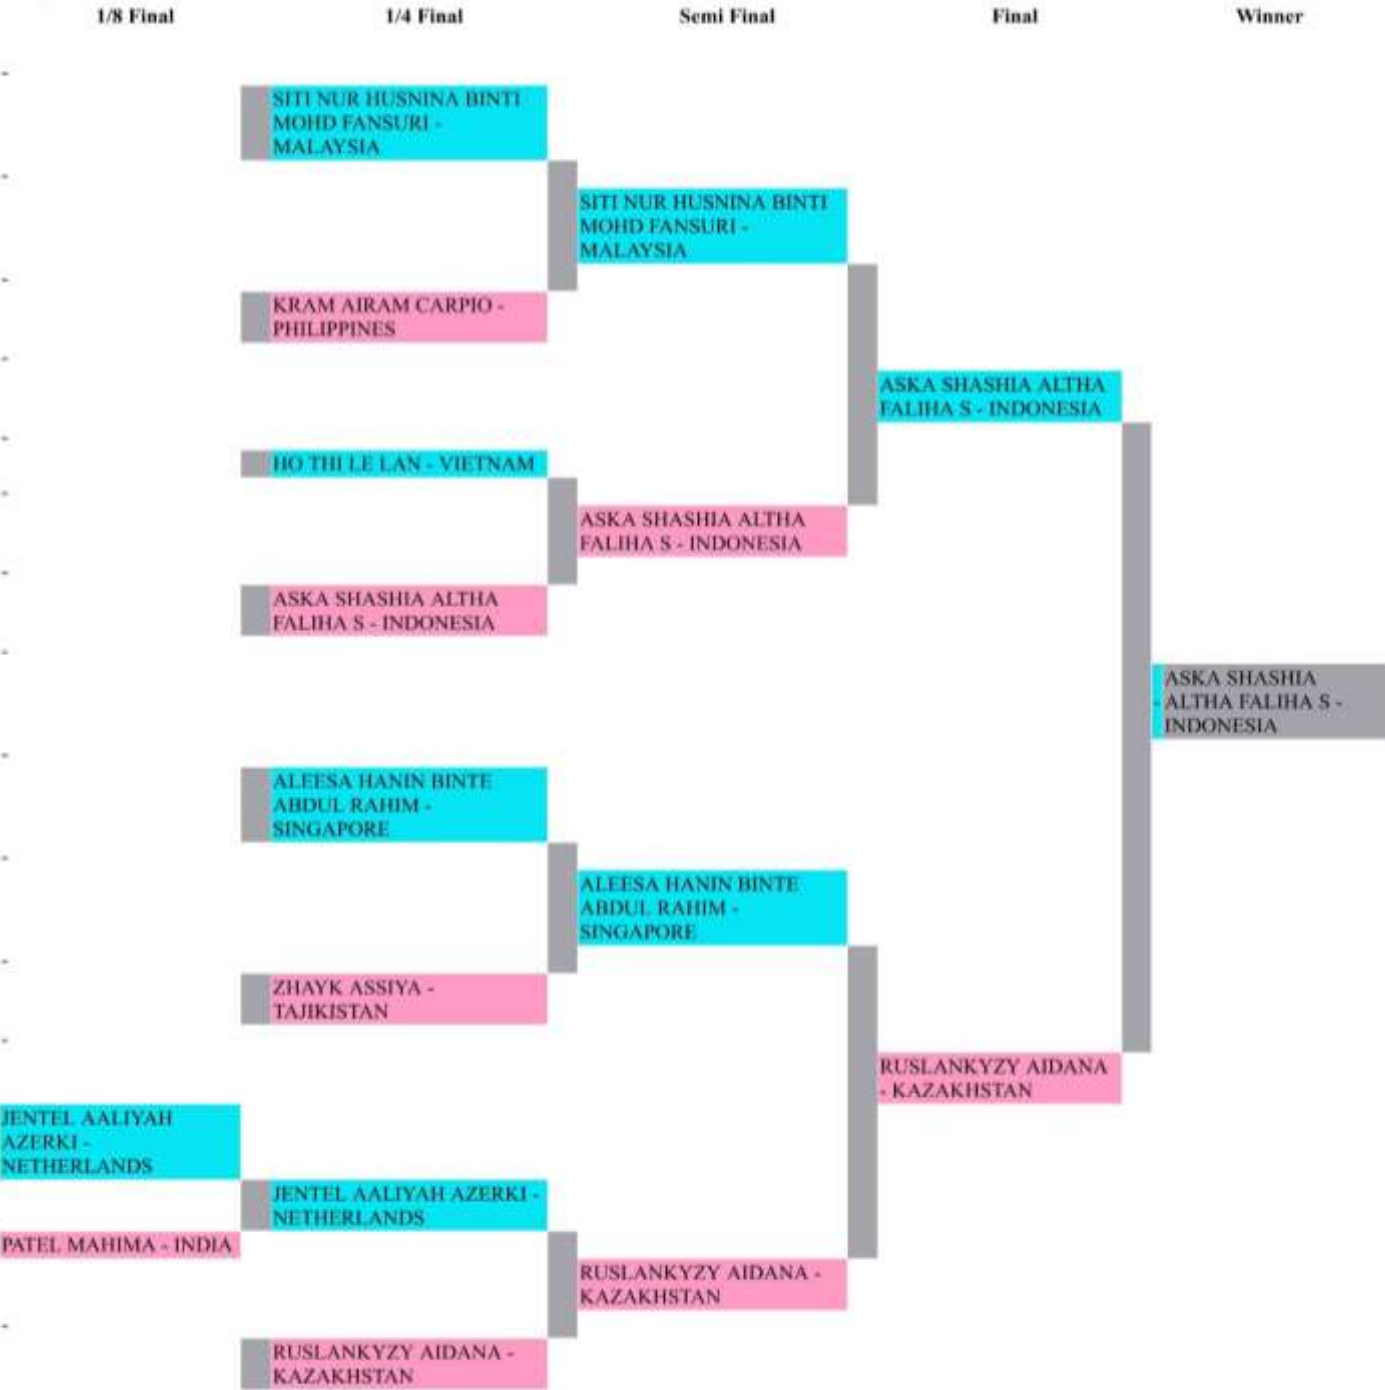 1/8 Final
1/4 Final
Semi Final
Final
Winner
-
SITI NUR HUSNINA BINTI
MOHD FANSURI -
MALAYSIA
-
SITI NUR HUSNINA BINTI
MOHD FANSURI -
MALAYSIA
-
KRAM AIRAM CARPIO -
PHILIPPINES
-
ASKA SHASHIA ALTHA
FALIHA S - INDONESIA
-
HO THI LE LAN - VIETNAM
-
ASKA SHASHIA ALTHA
FALIHA S - INDONESIA
-
ASKA SHASHIA ALTHA
FALIHA S - INDONESIA
-
ASKA SHASHIA
- ALTHA FALIHA S -
INDONESIA
-
ALEESA HANIN BINTE
ABDUL RAHIM -
SINGAPORE
-
ALEESA HANIN BINTE
ABDUL RAHIM -
SINGAPORE
-
ZHAYK ASSIYA -
TAJIKISTAN
-
RUSLANKYZY AIDANA
- KAZAKHSTAN
JENTEL AALIYAH
AZERKI -
NETHERLANDS
JENTEL AALIYAH AZERKI -
NETHERLANDS
PATEL MAHIMA - INDIA
RUSLANKYZY AIDANA -
KAZAKHSTAN
-
RUSLANKYZY AIDANA -
KAZAKHSTAN